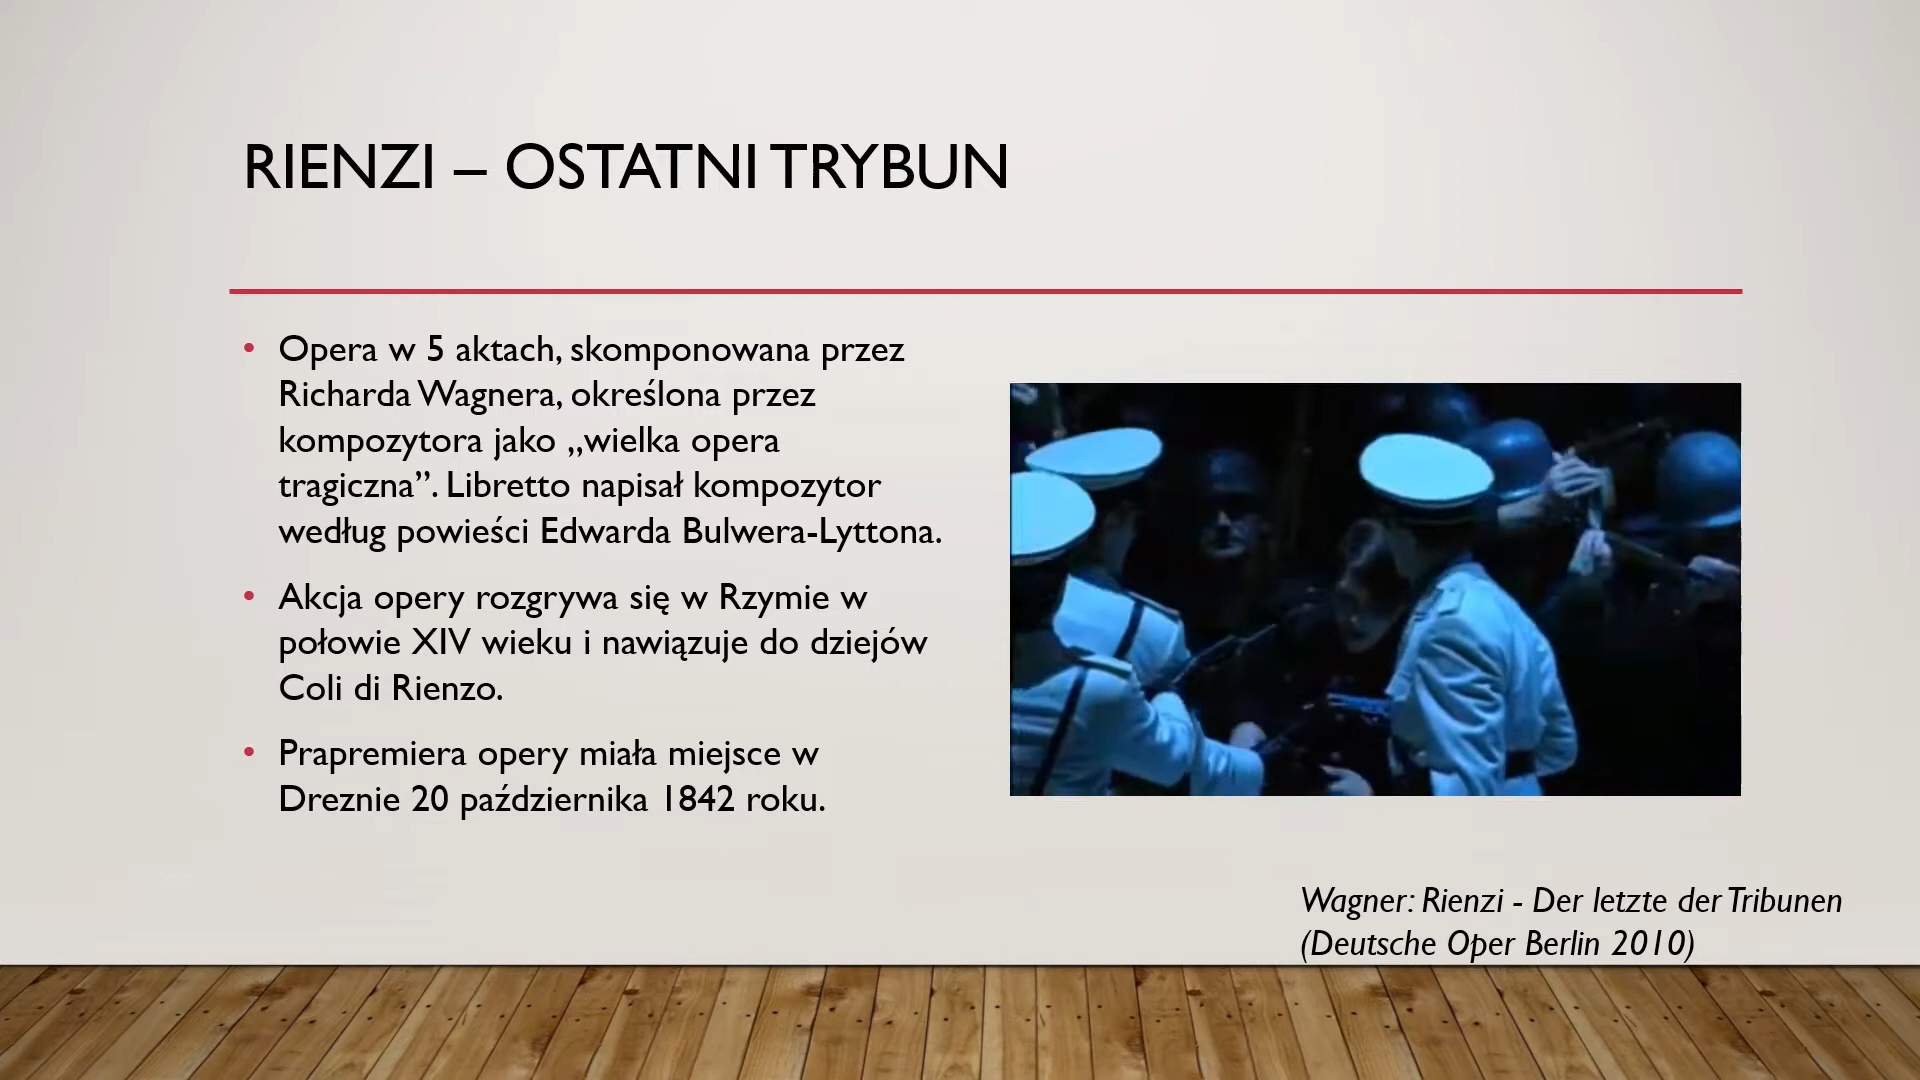 RIENZI – OSTATNI TRYBUN
• Opera w 5 aktach, skomponowana przez
Richarda Wagnera, określona przez
kompozytora jako „wielka opera
tragiczna”. Libretto napisał kompozytor
według powieści Edwarda Bulwera-Lyttona.
• Akcja opery rozgrywa się w Rzymie w
połowie XIV wieku i nawiązuje do dziejów
Coli di Rienzo.
• Prapremiera opery miała miejsce w
Dreznie 20 października 1842 roku.
Wagner: Rienzi - Der letzte der Tribunen
(Deutsche Oper Berlin 2010)